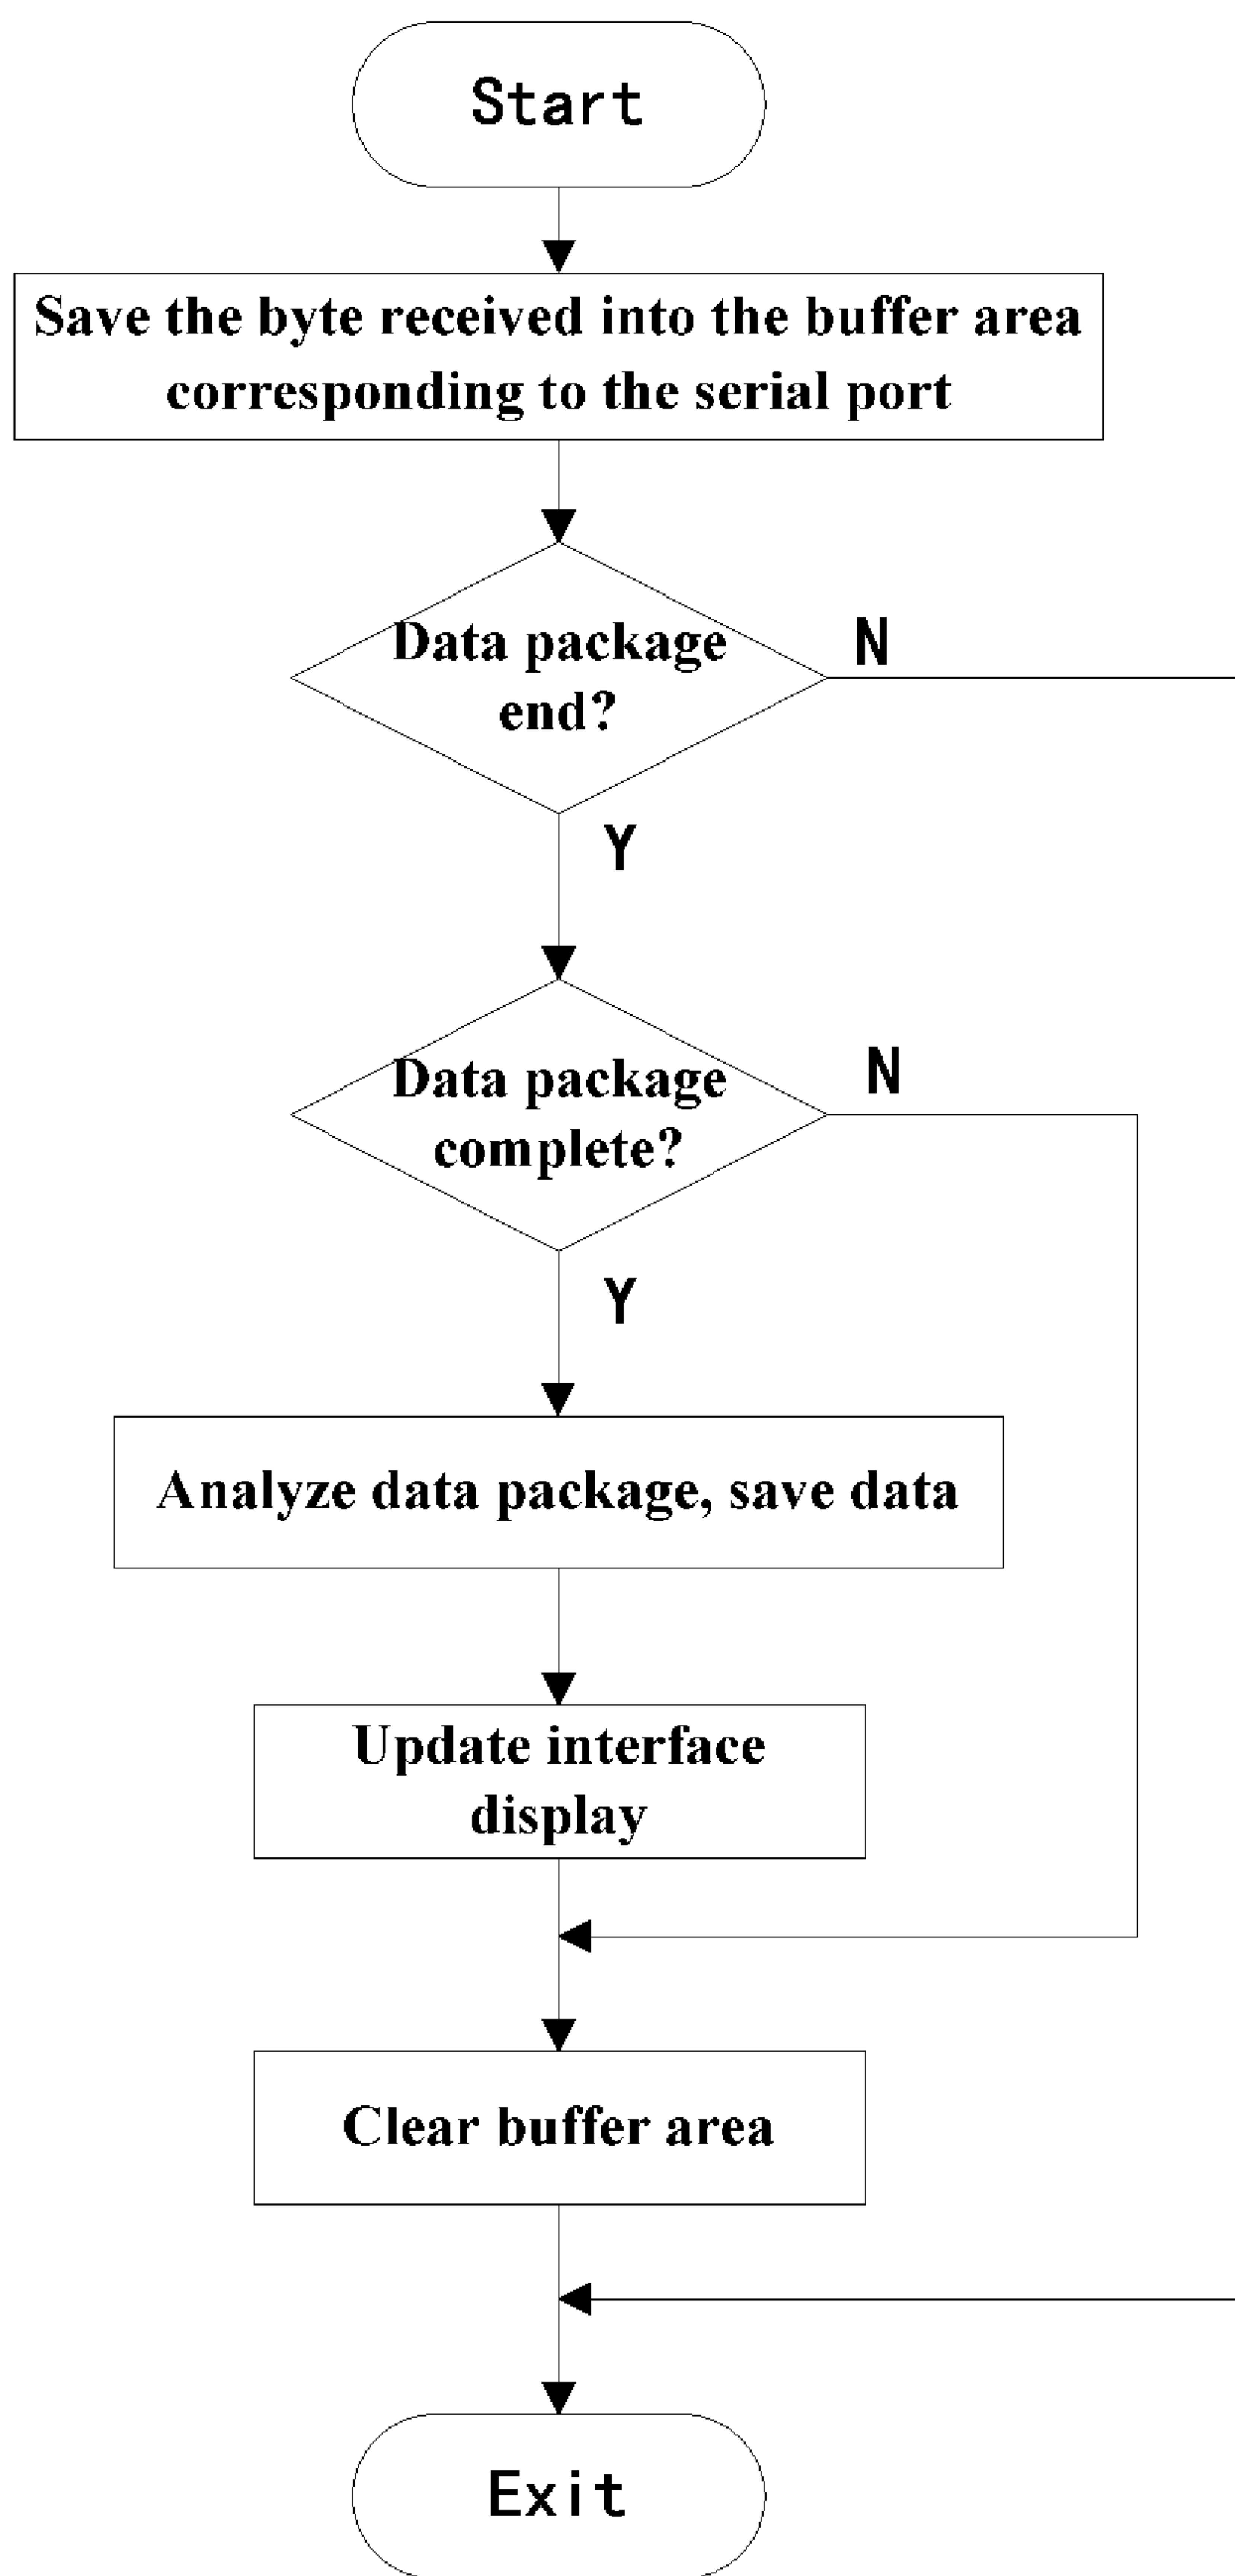 Start
Save the byte received into the buffer area
corresponding to the serial port
Data package
end?
N
Y
Data package
complete?
N
Y
Analyze data package, save data
Update interface
display
Clear buffer area
Exit